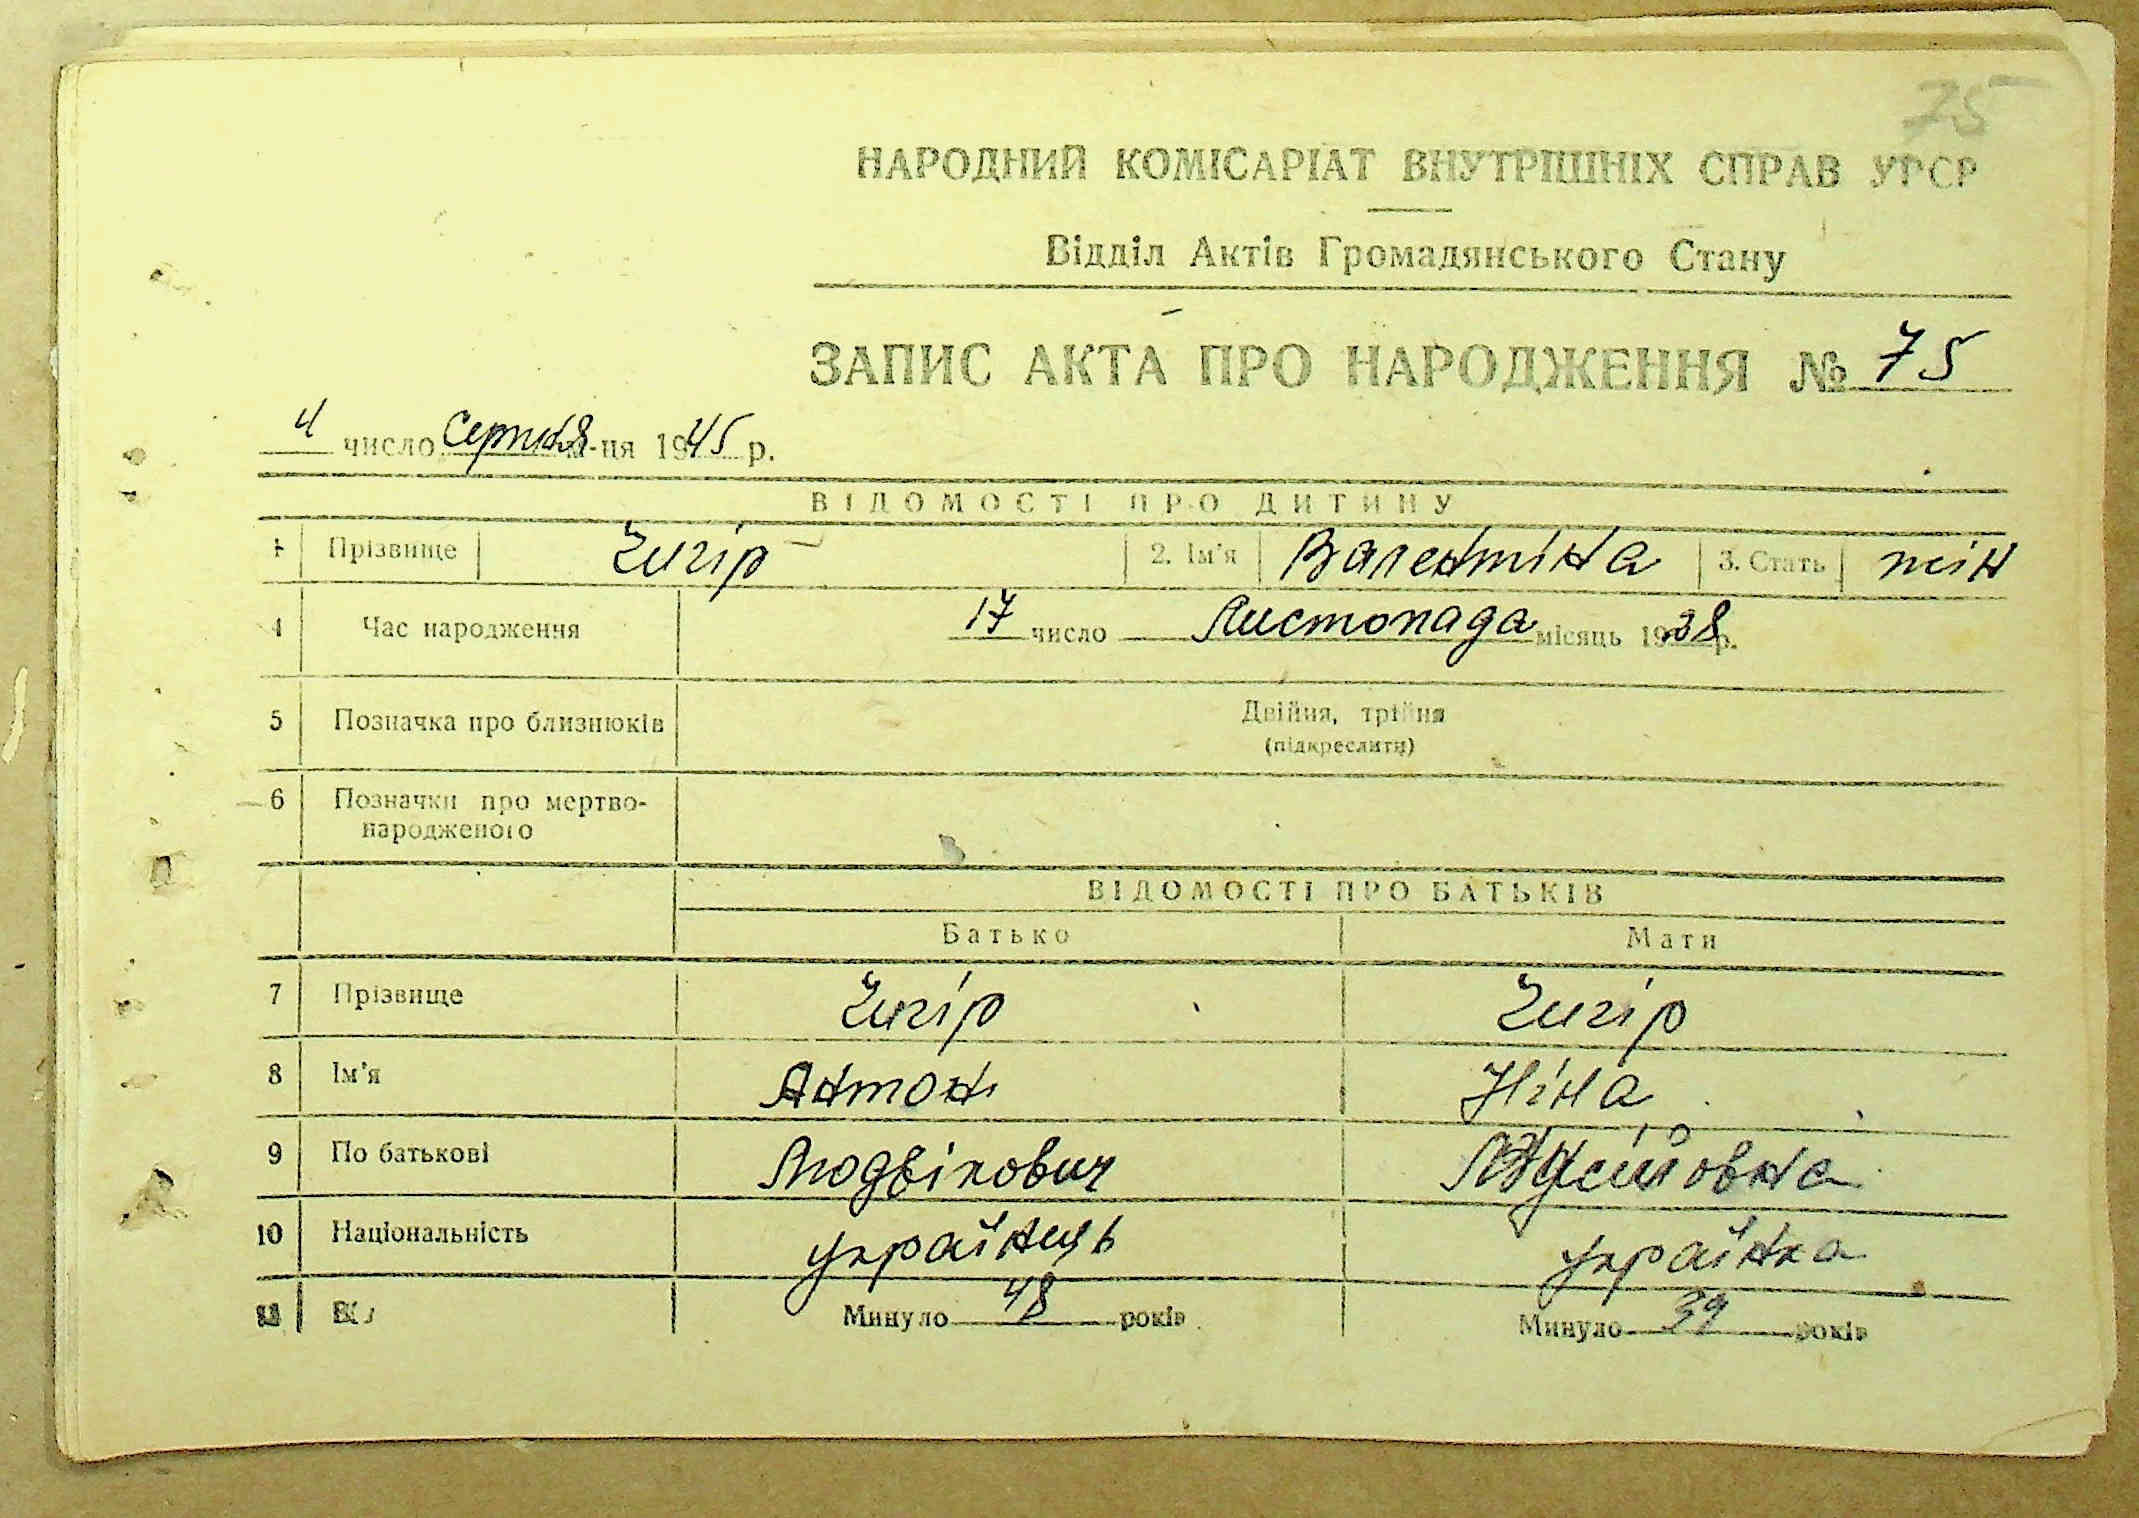 75
НАРОДНИЙ КОМІСАРІАТ ВНУТРІШНІХ СПРАВ УРСР
Відділ Актів Громадянського Стану
ЗАПИС АКТА ПРО НАРОДЖЕННЯ № 75
4 число Серпня м-ця 1945 р.
ВІДОМОСТІ ПРО ДИТИНУ
1 Прізвище Чигір 2. Ім'я Валентіна 3. Стать жін
4 Час народження 17 число Листопада місяць 1938 р.
5 Позначка про близнюків Двійня, трійня
(підкреслити)
6 Позначки про мертво-
народженого
ВІДОМОСТІ ПРО БАТЬКІВ
Батько Мати
7 Прізвище Чигір Чигір
8 Ім'я Антон Ніна
9 По батькові Людвікович
10 Національність українець українка
11 Минуло 48 років Минуло 39 років